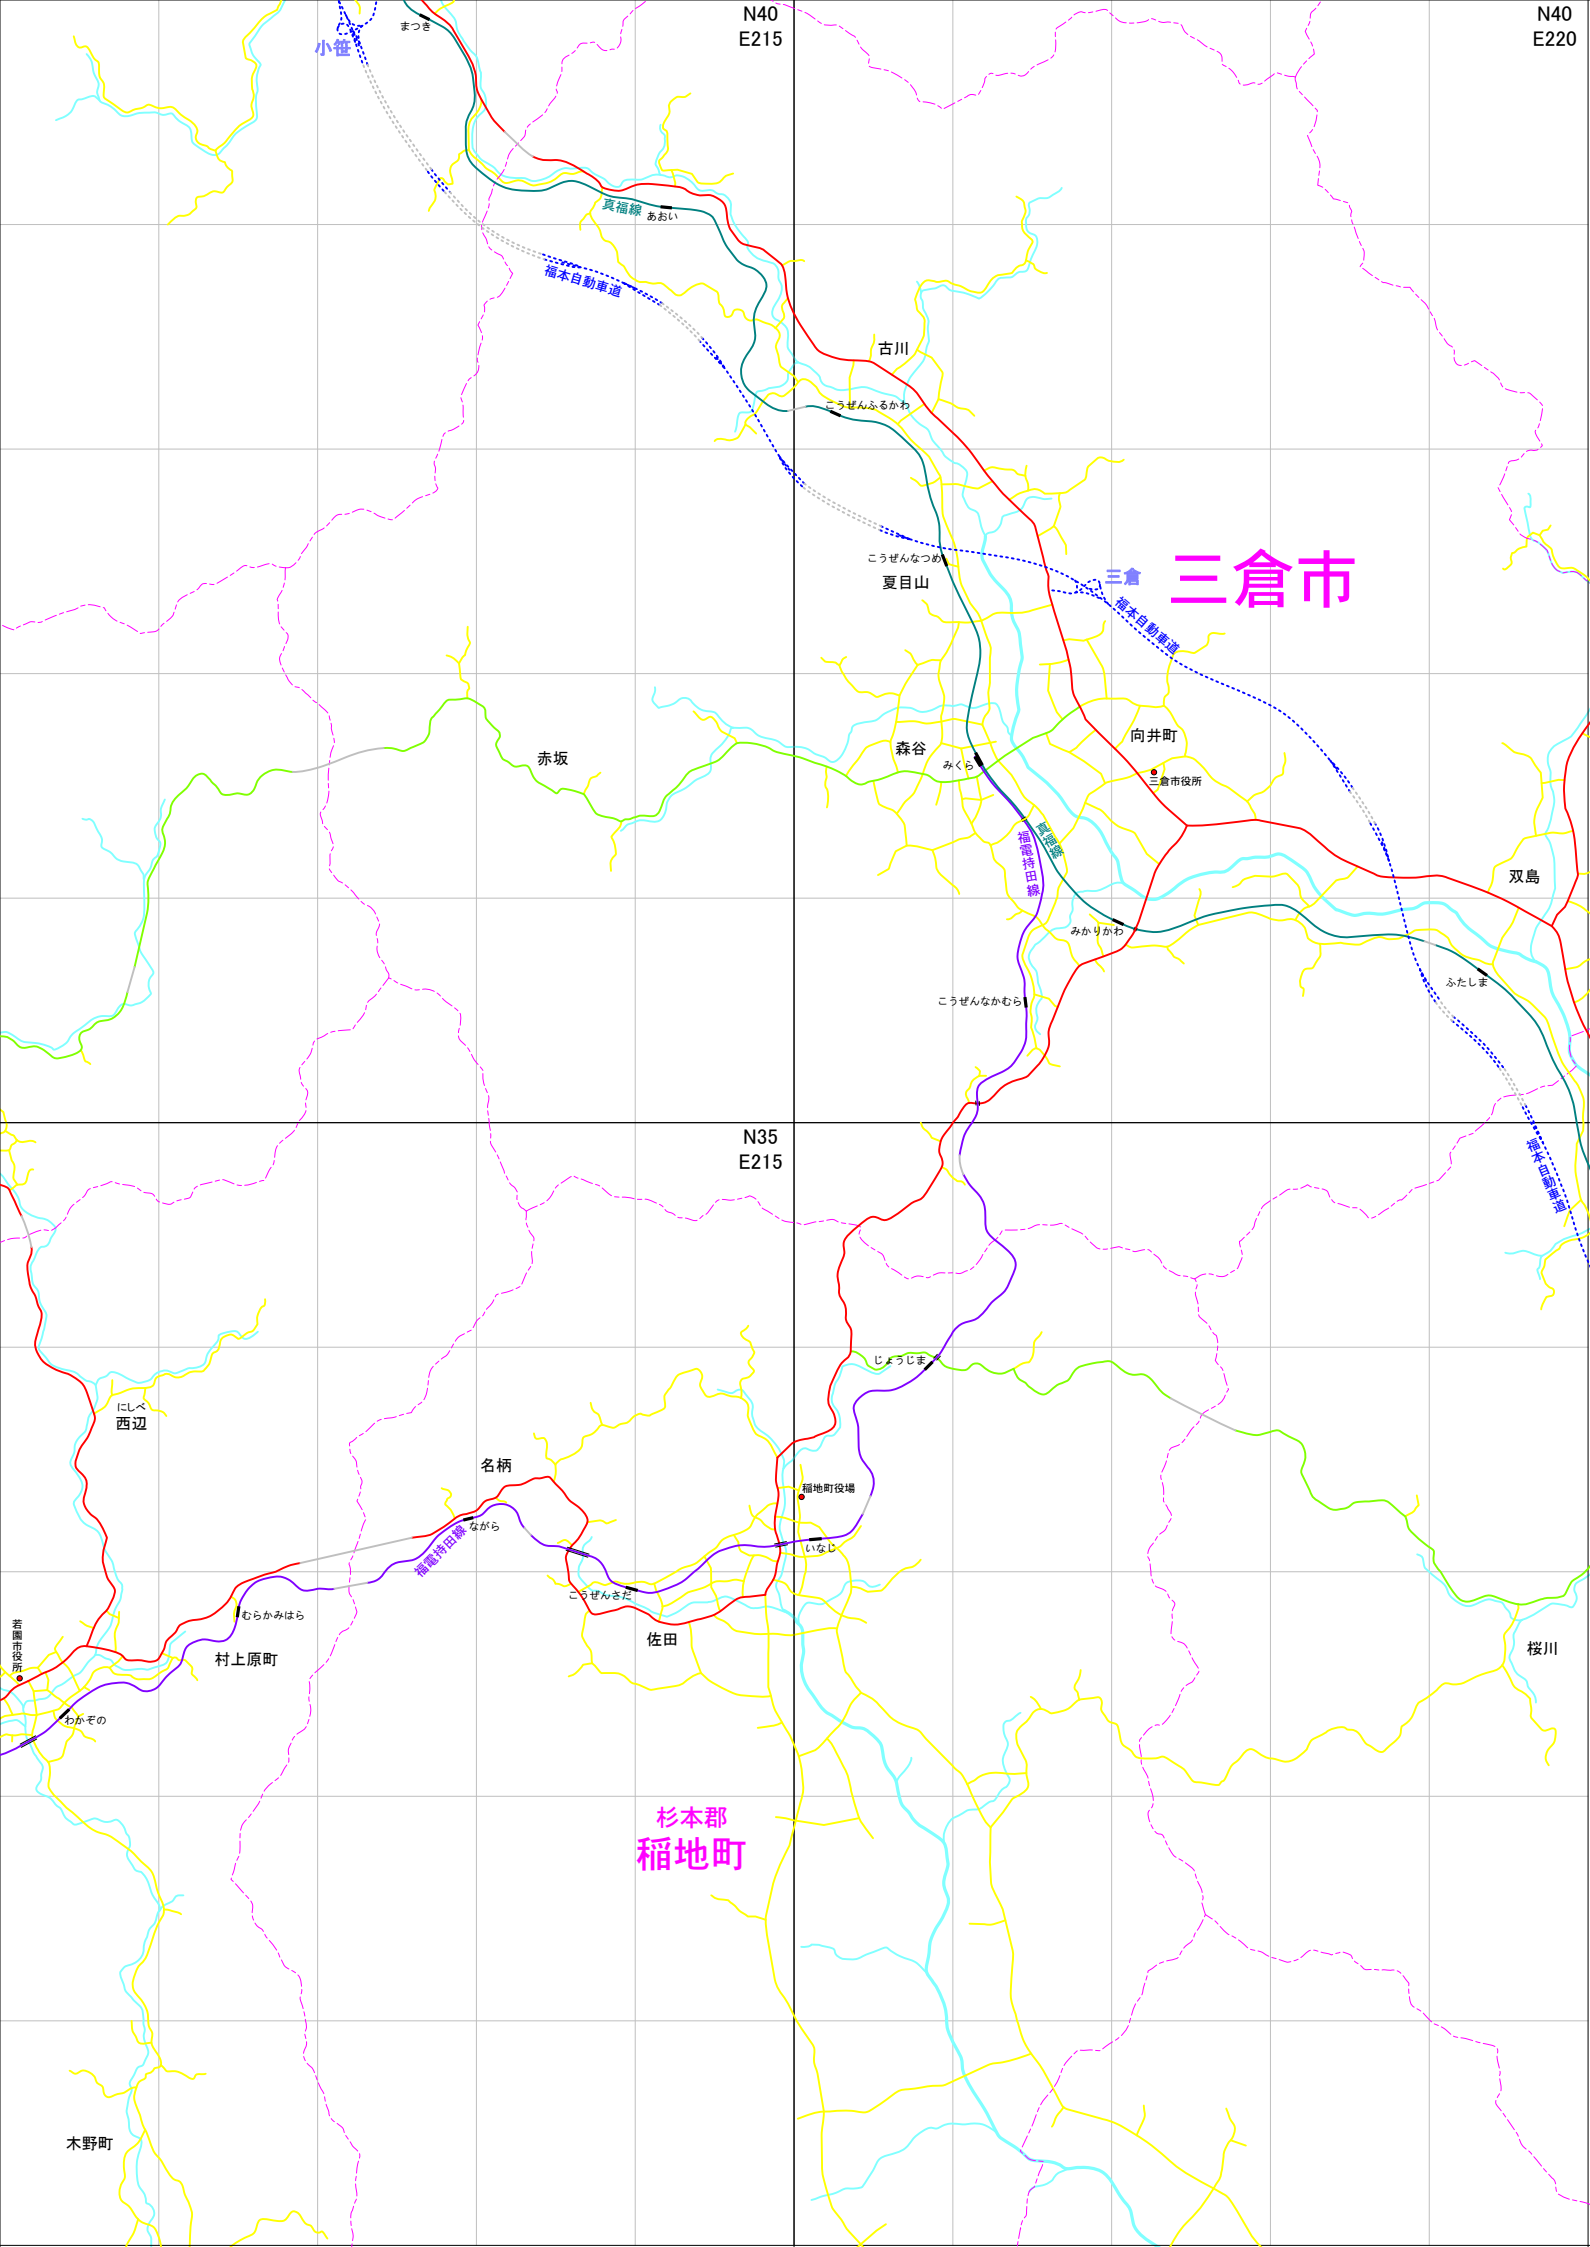 N40
E215
N40
E220
まつき
小笹
真福線
あおい
福本自動車道
古川
こうぜんふるかわ
こうぜんなつめ
夏目山
三倉
三倉市
福本自動車道
赤坂
森谷
みくら
向井町
三倉市役所
真福線
福電持田線
双島
みかりかわ
ふたしま
こうぜんなかむら
N35
E215
福本自動車道
じょうじま
にしべ
西辺
名柄
ながら
福電持田線
稲地町役場
いなじ
こうぜんさだ
佐田
むらかみはら
村上原町
若園市役所
わかぞの
桜川
杉本郡
稲地町
木野町